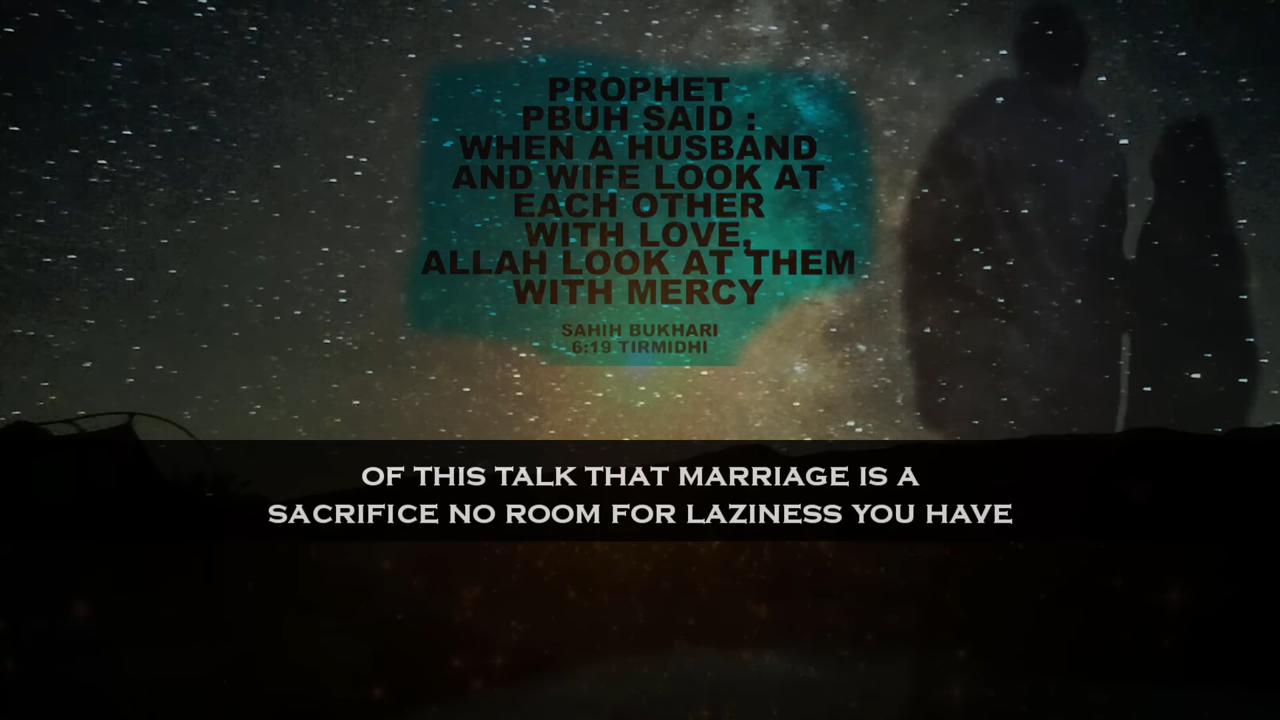 PROPHET
PBUH SAID :
WHEN A HUSBAND
AND WIFE LOOK AT
EACH OTHER
WITH LOVE,
ALLAH LOOK AT THEM
WITH MERCY
SAHIH BUKHARI
6:19 TIRMIDHI
OF THIS TALK THAT MARRIAGE IS A
SACRIFICE NO ROOM FOR LAZINESS YOU HAVE